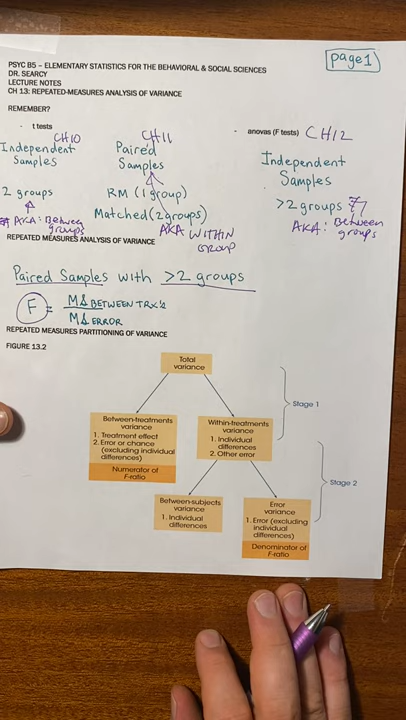 page 1
PSYC B5 – ELEMENTARY STATISTICS FOR THE BEHAVIORAL & SOCIAL SCIENCES
DR. SEARCY
LECTURE NOTES
CH 13: REPEATED-MEASURES ANALYSIS OF VARIANCE
REMEMBER?
- t tests
CH10
Independent
Samples
2 groups
AKA: Between
groups
CH11
Paired
Samples
RM (1 group)
Matched (2 groups)
AKA WITHIN
GROUP
- anovas (F tests) CH12
Independent
Samples
>2 groups
AKA: Between
groups
REPEATED MEASURES ANALYSIS OF VARIANCE
Paired Samples with >2 groups
F = MS BETWEEN TRX's
MS ERROR
REPEATED MEASURES PARTITIONING OF VARIANCE
FIGURE 13.2
Total
variance
Stage 1
Between-treatments
variance
1. Treatment effect
2. Error or chance
(excluding individual
differences)
Numerator of
F-ratio
Within-treatments
variance
1. Individual
differences
2. Other error
Stage 2
Between-subjects
variance
1. Individual
differences
Error
variance
1. Error (excluding
individual
differences)
Denominator of
F-ratio